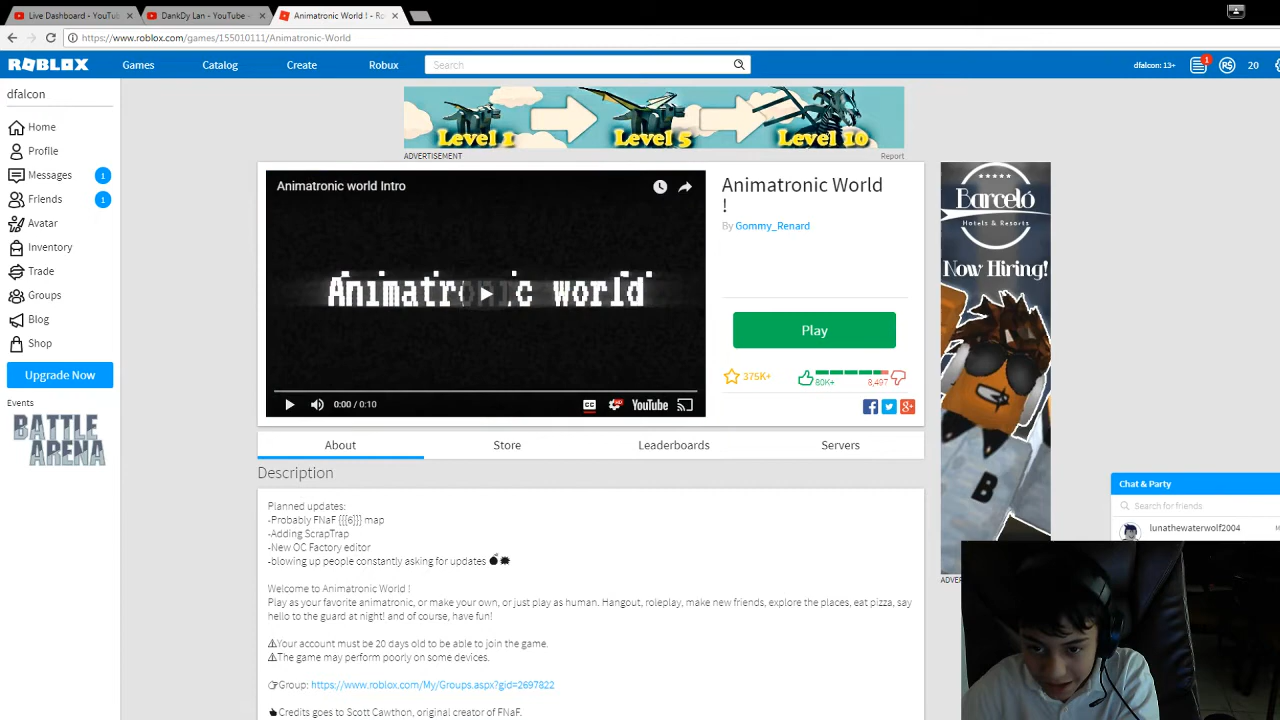 Live Dashboard - YouTu
DankDy Lan - YouTube -
Animatronic World ! - Ro
https://www.roblox.com/games/155010111/Animatronic-World
ROBLOX
Games
Catalog
Create
Robux
Search
dfalcon: 13+
1
R$
20
dfalcon
Home
Profile
Messages 1
Friends 1
Avatar
Inventory
Trade
Groups
Blog
Shop
Upgrade Now
Events
BATTLE
ARENA
Level 1
Level 5
Level 10
ADVERTISEMENT
Report
Animatronic world Intro
Animatronic world
0:00 / 0:10
CC
HD
YouTube
Animatronic World
!
By Gommy_Renard
Play
375K+
80K+
8,497
Barceló
Hotels & Resorts
Now Hiring!
B
About
Store
Leaderboards
Servers
Description
Planned updates:
-Probably FNaF {{{6}}} map
-Adding ScrapTrap
-New OC Factory editor
-blowing up people constantly asking for updates 💣✹
Welcome to Animatronic World !
Play as your favorite animatronic, or make your own, or just play as human. Hangout, roleplay, make new friends, explore the places, eat pizza, say
hello to the guard at night! and of course, have fun!
⚠Your account must be 20 days old to be able to join the game.
⚠The game may perform poorly on some devices.
👉Group: https://www.roblox.com/My/Groups.aspx?gid=2697822
👍Credits goes to Scott Cawthon, original creator of FNaF.
Chat & Party
Search for friends
lunathewaterwolf2004
ADVER